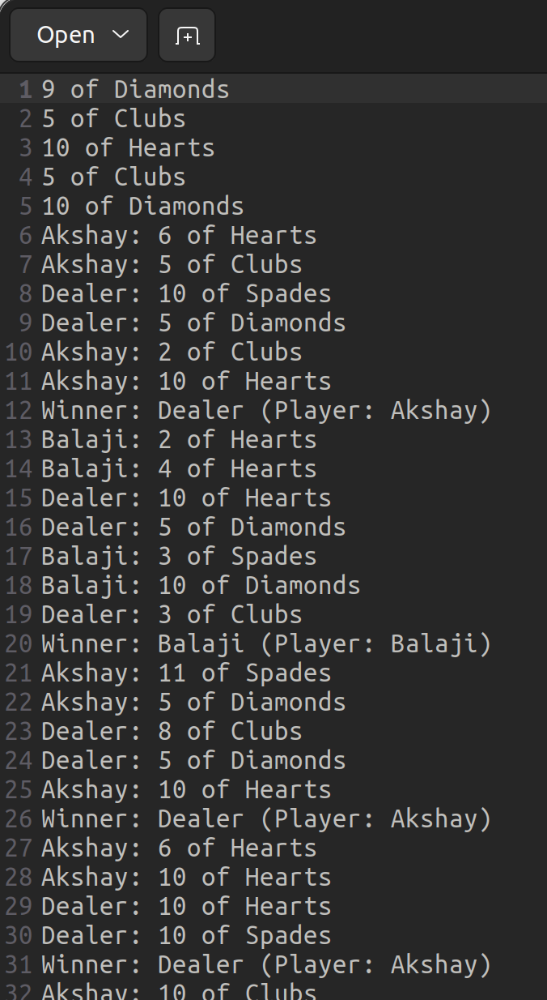 Open
1 9 of Diamonds
2 5 of Clubs
3 10 of Hearts
4 5 of Clubs
5 10 of Diamonds
6 Akshay: 6 of Hearts
7 Akshay: 5 of Clubs
8 Dealer: 10 of Spades
9 Dealer: 5 of Diamonds
10 Akshay: 2 of Clubs
11 Akshay: 10 of Hearts
12 Winner: Dealer (Player: Akshay)
13 Balaji: 2 of Hearts
14 Balaji: 4 of Hearts
15 Dealer: 10 of Hearts
16 Dealer: 5 of Diamonds
17 Balaji: 3 of Spades
18 Balaji: 10 of Diamonds
19 Dealer: 3 of Clubs
20 Winner: Balaji (Player: Balaji)
21 Akshay: 11 of Spades
22 Akshay: 5 of Diamonds
23 Dealer: 8 of Clubs
24 Dealer: 5 of Diamonds
25 Akshay: 10 of Hearts
26 Winner: Dealer (Player: Akshay)
27 Akshay: 6 of Hearts
28 Akshay: 10 of Hearts
29 Dealer: 10 of Hearts
30 Dealer: 10 of Spades
31 Winner: Dealer (Player: Akshay)
32 Akshay: 10 of Clubs